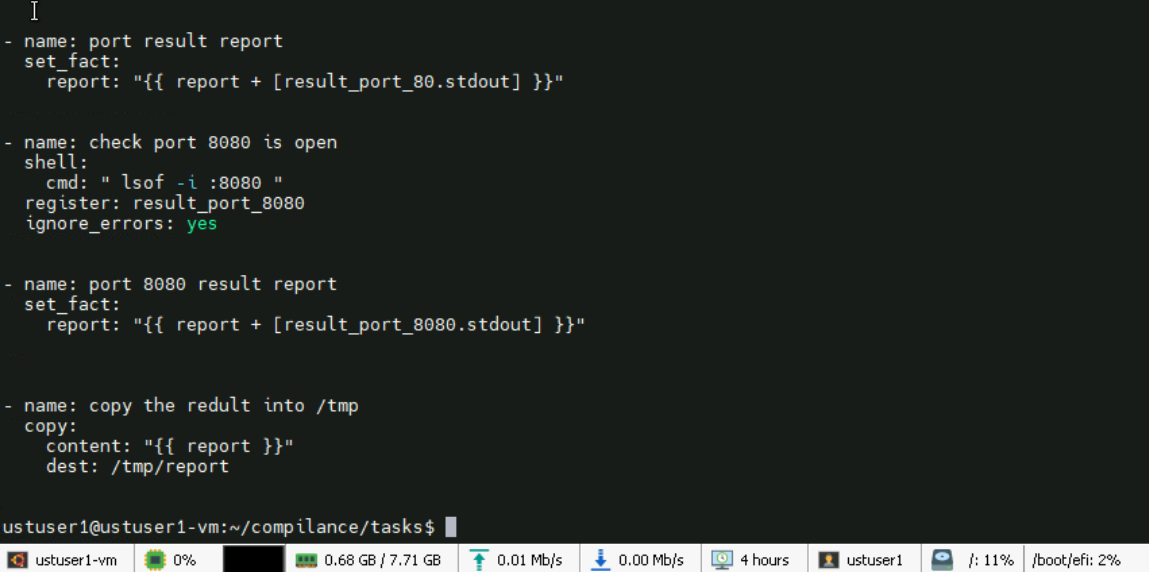 - name: port result report
  set_fact:
    report: "{{ report + [result_port_80.stdout] }}"
- name: check port 8080 is open
  shell:
    cmd: " lsof -i :8080 "
  register: result_port_8080
  ignore_errors: yes
- name: port 8080 result report
  set_fact:
    report: "{{ report + [result_port_8080.stdout] }}"
- name: copy the redult into /tmp
  copy:
    content: "{{ report }}"
    dest: /tmp/report
ustuser1@ustuser1-vm:~/compilance/tasks$
ustuser1-vm 0% 0.68 GB / 7.71 GB 0.01 Mb/s 0.00 Mb/s 4 hours ustuser1 /: 11% /boot/efi: 2%